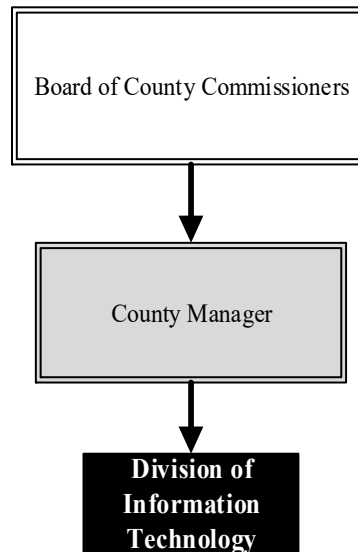 Board of County Commissioners
County Manager
Division of
Information
Technology